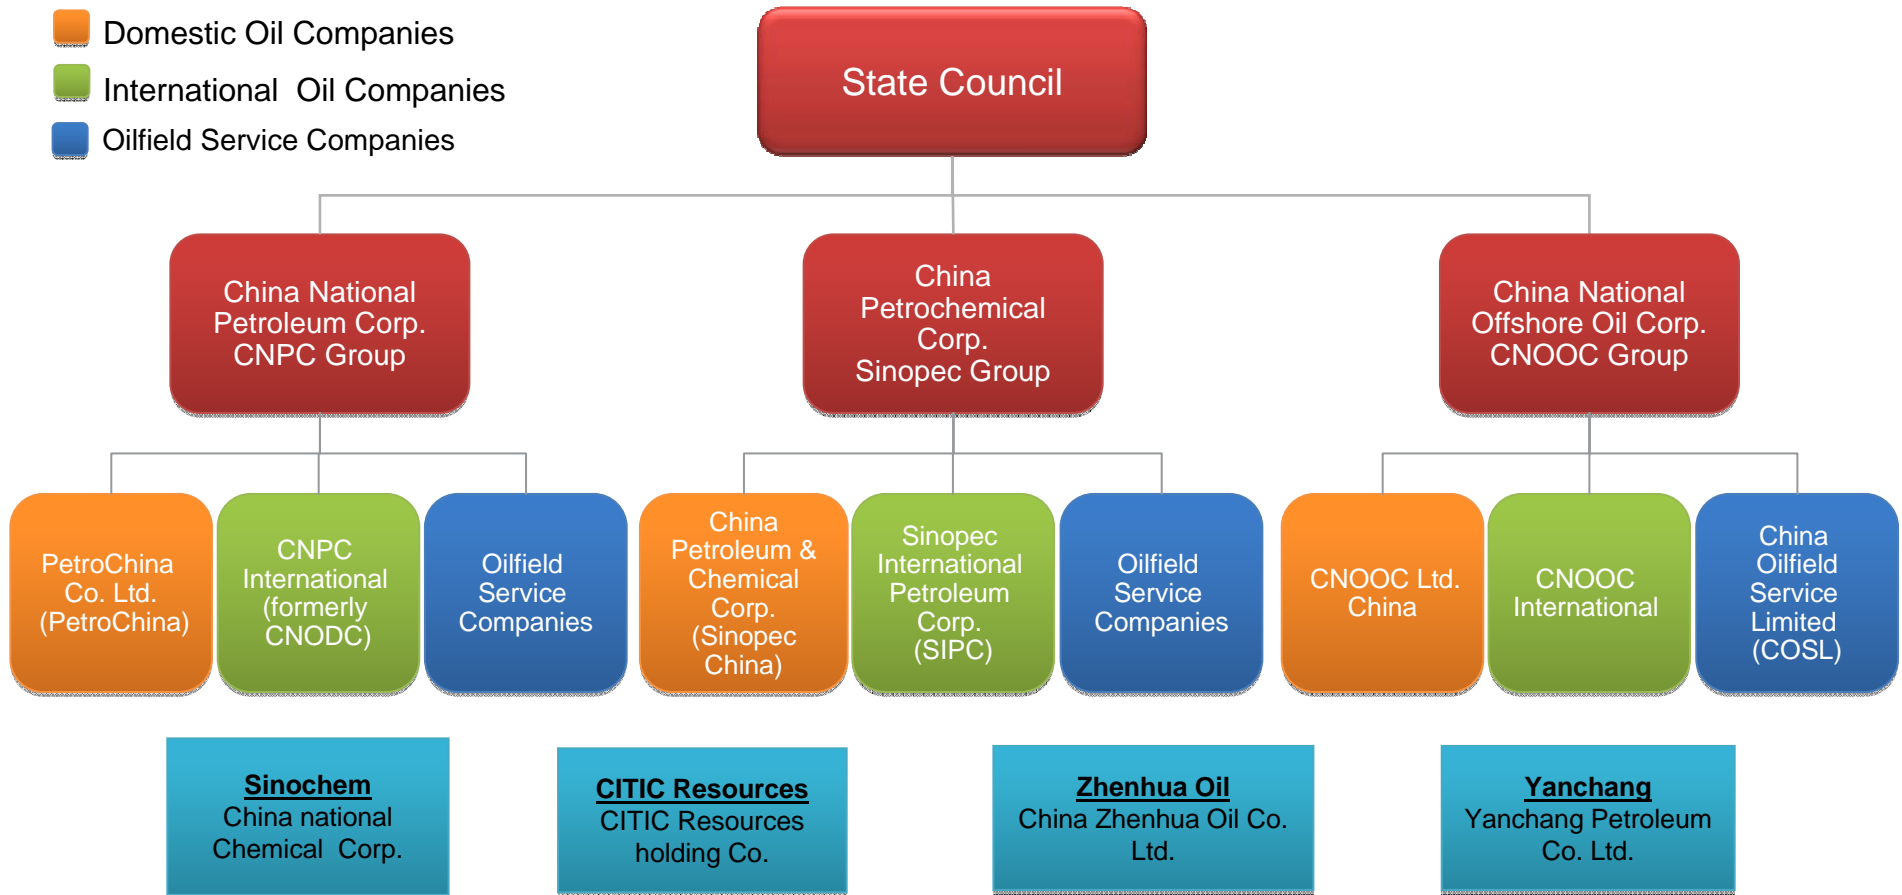 Domestic Oil Companies
International Oil Companies
Oilfield Service Companies
State Council
China National
Petroleum Corp.
CNPC Group
China
Petrochemical
Corp.
Sinopec Group
China National
Offshore Oil Corp.
CNOOC Group
PetroChina
Co. Ltd.
(PetroChina)
CNPC
International
(formerly
CNODC)
Oilfield
Service
Companies
China
Petroleum &
Chemical
Corp.
(Sinopec
China)
Sinopec
International
Petroleum
Corp.
(SIPC)
Oilfield
Service
Companies
CNOOC Ltd.
China
CNOOC
International
China
Oilfield
Service
Limited
(COSL)
Sinochem
China national
Chemical Corp.
CITIC Resources
CITIC Resources
holding Co.
Zhenhua Oil
China Zhenhua Oil Co.
Ltd.
Yanchang
Yanchang Petroleum
Co. Ltd.